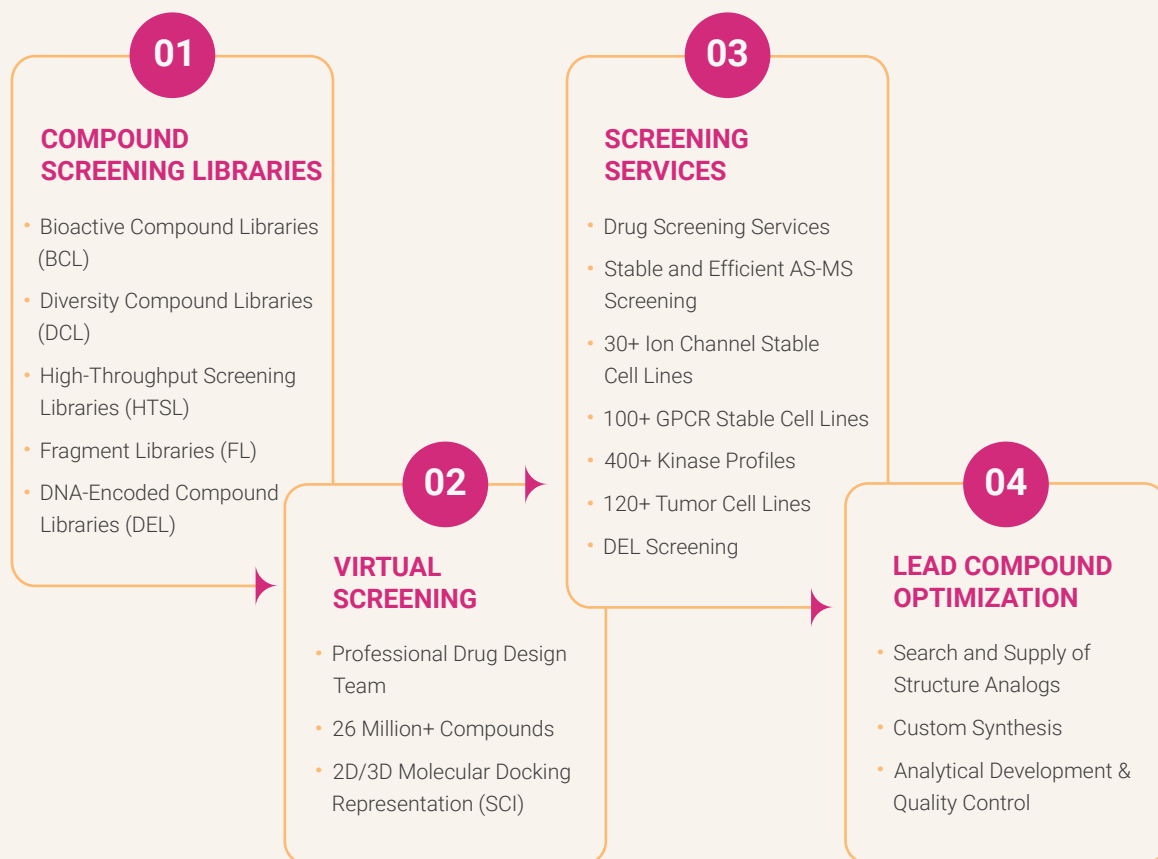 01
COMPOUND
SCREENING LIBRARIES
• Bioactive Compound Libraries
(BCL)
• Diversity Compound Libraries
(DCL)
• High-Throughput Screening
Libraries (HTSL)
• Fragment Libraries (FL)
• DNA-Encoded Compound
Libraries (DEL)
02
VIRTUAL
SCREENING
• Professional Drug Design
Team
• 26 Million+ Compounds
• 2D/3D Molecular Docking
Representation (SCI)
03
SCREENING
SERVICES
• Drug Screening Services
• Stable and Efficient AS-MS
Screening
• 30+ Ion Channel Stable
Cell Lines
• 100+ GPCR Stable Cell Lines
• 400+ Kinase Profiles
• 120+ Tumor Cell Lines
• DEL Screening
04
LEAD COMPOUND
OPTIMIZATION
• Search and Supply of
Structure Analogs
• Custom Synthesis
• Analytical Development &
Quality Control